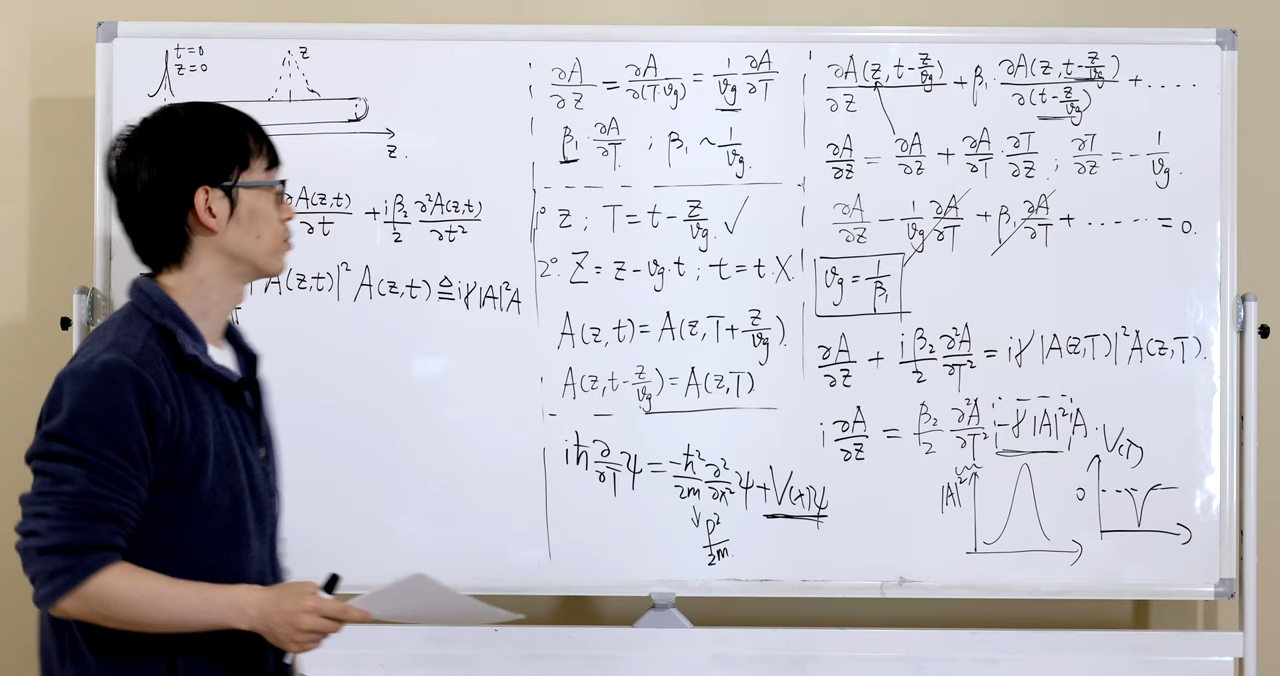 t=0
z=0
z
z.
∂A(z,t)/∂t + iβ₂/2 ∂²A(z,t)/∂t²
A(z,t)|² A(z,t) ≜ iγ|A|²A
∂A/∂z = ∂A/∂(T·vg) = 1/vg ∂A/∂T
β₁·∂A/∂T ; β₁ ~ 1/vg.
1° z ; T = t - z/vg. ✓
2°. Z = z - vg·t ; t = t. X.
A(z,t) = A(z, T + z/vg).
A(z, t - z/vg) = A(z,T)
iħ ∂/∂T ψ = -ħ²/2m ∂²/∂x² ψ + V(x)ψ
↓
p²/2m.
∂A(z, t - z/vg)/∂z + β₁· ∂A(z, t - z/vg)/∂(t - z/vg) + ....
∂A/∂z = ∂A/∂z + ∂A/∂T · ∂T/∂z ; ∂T/∂z = - 1/vg.
∂A/∂z - 1/vg ∂A/∂T + β₁ ∂A/∂T + ...... = 0.
vg = 1/β₁
∂A/∂z + iβ₂/2 ∂²A/∂T² = iγ |A(z,T)|² A(z,T).
i ∂A/∂z = β₂/2 ∂²A/∂T² -γ|A|² A.
|A|²
V(T)
0